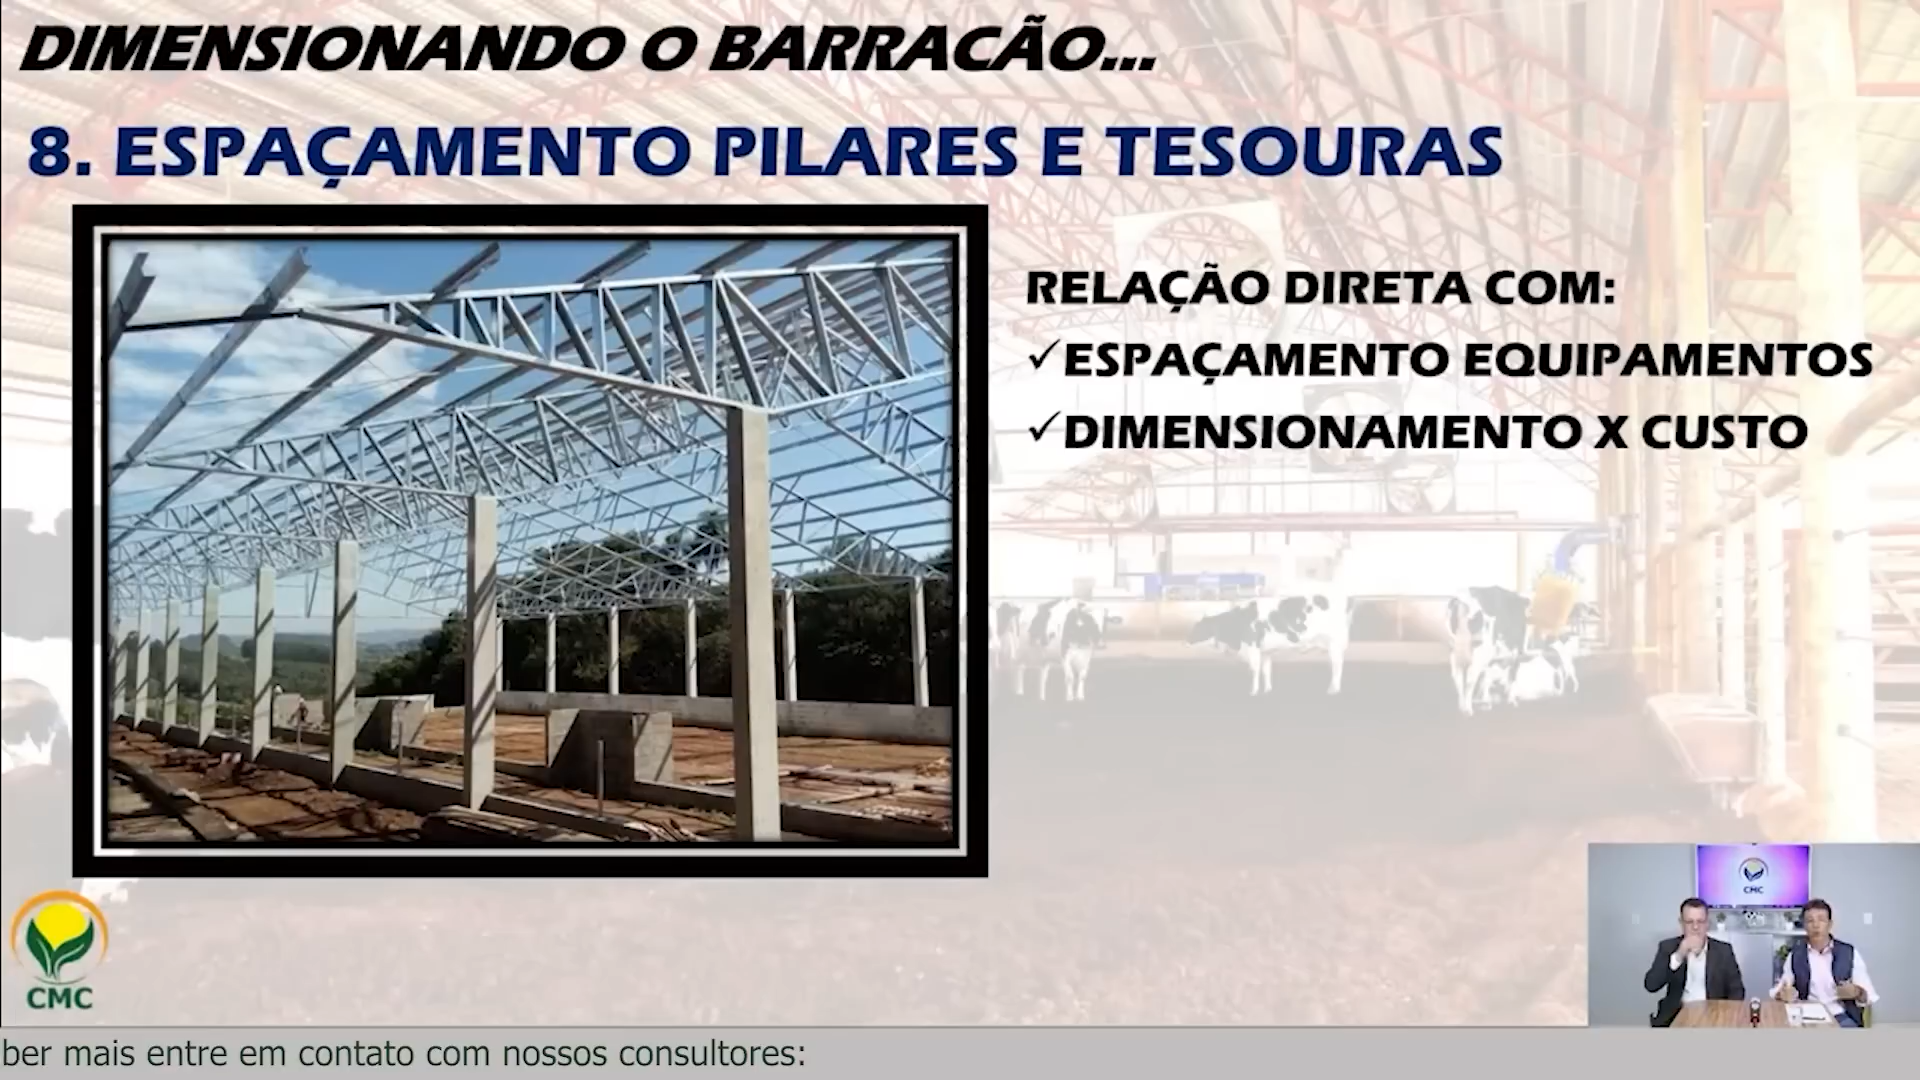 DIMENSIONANDO O BARRACÃO...
8. ESPAÇAMENTO PILARES E TESOURAS
RELAÇÃO DIRETA COM:
✓ESPAÇAMENTO EQUIPAMENTOS
✓DIMENSIONAMENTO X CUSTO
CMC
CMC
ber mais entre em contato com nossos consultores: